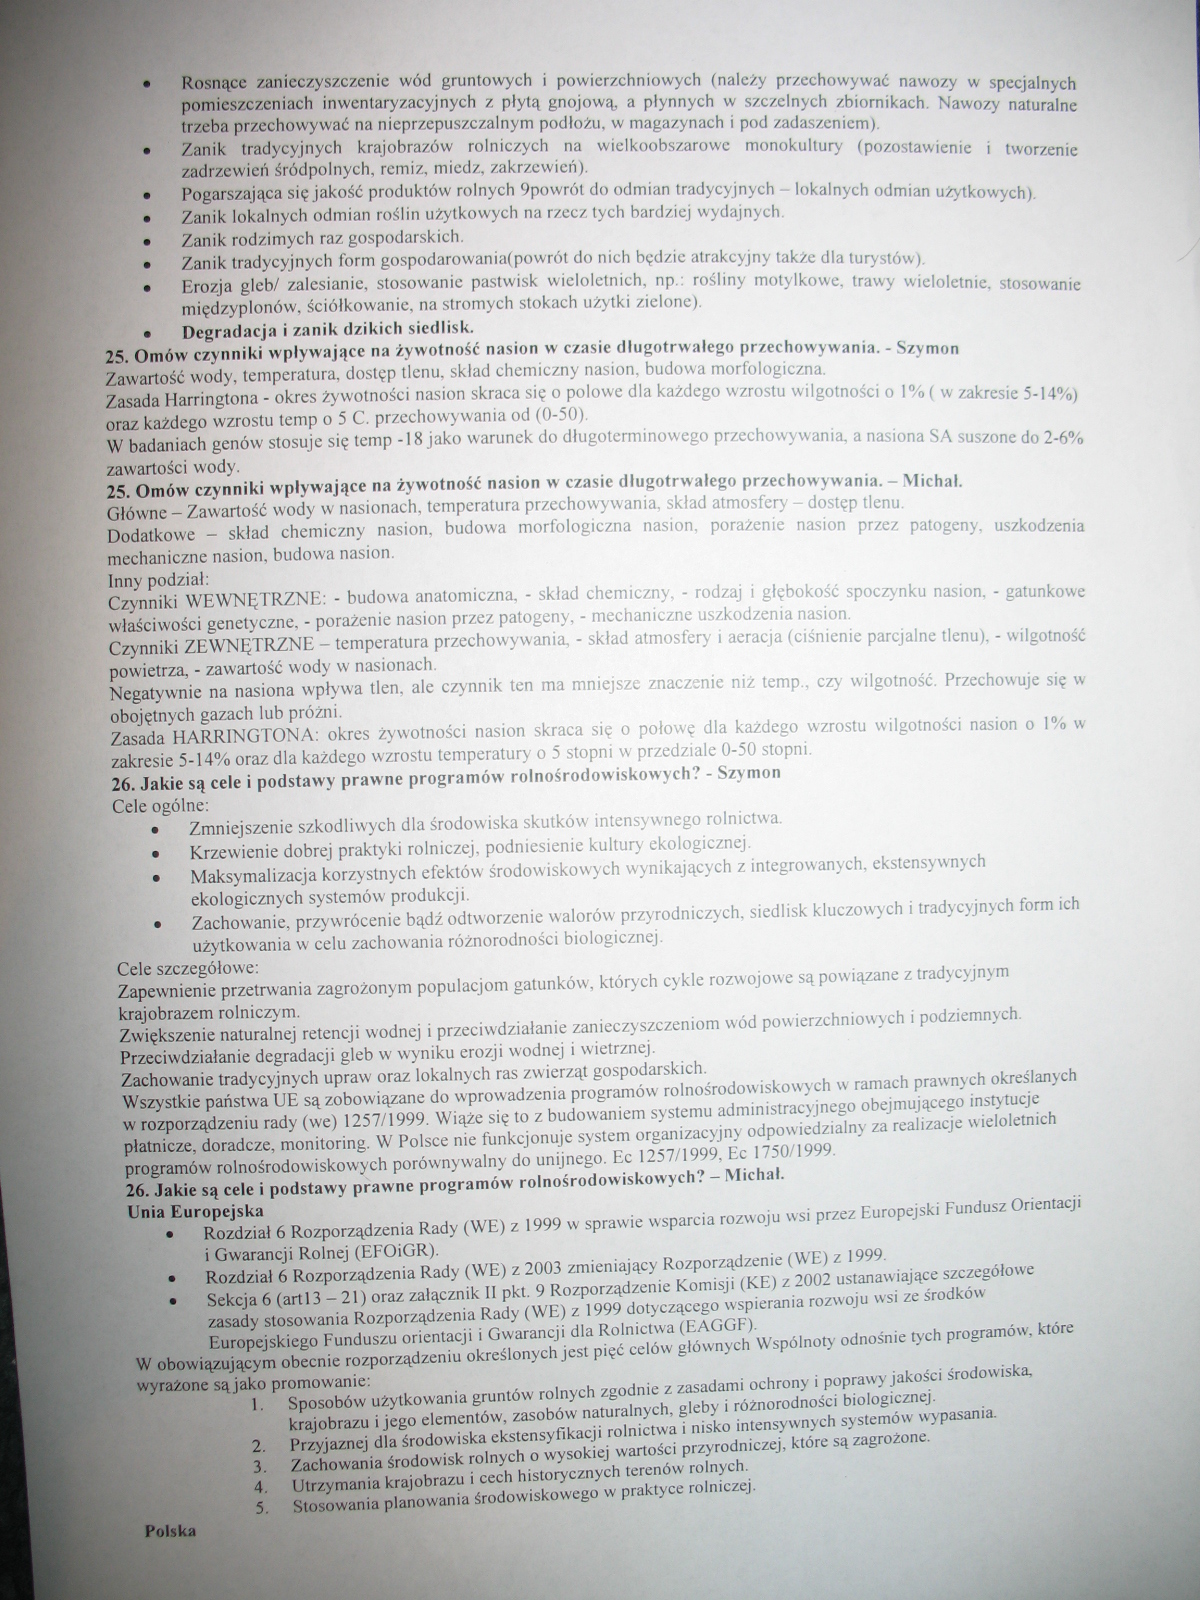 • Rosnące zanieczyszczenie wód gruntowych i powierzchniowych (należy przechowywać nawozy w specjalnych
pomieszczeniach inwentaryzacyjnych z płytą gnojową, a płynnych w szczelnych zbiornikach. Nawozy naturalne
trzeba przechowywać na nieprzepuszczalnym podłożu, w magazynach i pod zadaszeniem).
• Zanik tradycyjnych krajobrazów rolniczych na wielkoobszarowe monokultury (pozostawienie i tworzenie
zadrzewień śródpolnych, remiz, miedz, zakrzewień).
• Pogarszająca się jakość produktów rolnych 9powrót do odmian tradycyjnych – lokalnych odmian użytkowych).
• Zanik lokalnych odmian roślin użytkowych na rzecz tych bardziej wydajnych.
• Zanik rodzimych raz gospodarskich.
• Zanik tradycyjnych form gospodarowania(powrót do nich będzie atrakcyjny także dla turystów).
• Erozja gleb/ zalesianie, stosowanie pastwisk wieloletnich, np.: rośliny motylkowe, trawy wieloletnie, stosowanie
międzyplonów, ściółkowanie, na stromych stokach użytki zielone).
• Degradacja i zanik dzikich siedlisk.
25. Omów czynniki wpływające na żywotność nasion w czasie długotrwałego przechowywania. - Szymon
Zawartość wody, temperatura, dostęp tlenu, skład chemiczny nasion, budowa morfologiczna.
Zasada Harringtona - okres żywotności nasion skraca się o polowe dla każdego wzrostu wilgotności o 1% ( w zakresie 5-14%)
oraz każdego wzrostu temp o 5 C. przechowywania od (0-50).
W badaniach genów stosuje się temp -18 jako warunek do długoterminowego przechowywania, a nasiona SA suszone do 2-6%
zawartości wody.
25. Omów czynniki wpływające na żywotność nasion w czasie długotrwałego przechowywania. – Michał.
Główne – Zawartość wody w nasionach, temperatura przechowywania, skład atmosfery – dostęp tlenu.
Dodatkowe – skład chemiczny nasion, budowa morfologiczna nasion, porażenie nasion przez patogeny, uszkodzenia
mechaniczne nasion, budowa nasion.
Inny podział:
Czynniki WEWNĘTRZNE: - budowa anatomiczna, - skład chemiczny, - rodzaj i głębokość spoczynku nasion, - gatunkowe
właściwości genetyczne, - porażenie nasion przez patogeny, - mechaniczne uszkodzenia nasion.
Czynniki ZEWNĘTRZNE – temperatura przechowywania, - skład atmosfery i aeracja (ciśnienie parcjalne tlenu), - wilgotność
powietrza, - zawartość wody w nasionach.
Negatywnie na nasiona wpływa tlen, ale czynnik ten ma mniejsze znaczenie niż temp., czy wilgotność. Przechowuje się w
obojętnych gazach lub próżni.
Zasada HARRINGTONA: okres żywotności nasion skraca się o połowę dla każdego wzrostu wilgotności nasion o 1% w
zakresie 5-14% oraz dla każdego wzrostu temperatury o 5 stopni w przedziale 0-50 stopni.
26. Jakie są cele i podstawy prawne programów rolnośrodowiskowych? - Szymon
Cele ogólne:
• Zmniejszenie szkodliwych dla środowiska skutków intensywnego rolnictwa.
• Krzewienie dobrej praktyki rolniczej, podniesienie kultury ekologicznej.
• Maksymalizacja korzystnych efektów środowiskowych wynikających z integrowanych, ekstensywnych
ekologicznych systemów produkcji.
• Zachowanie, przywrócenie bądź odtworzenie walorów przyrodniczych, siedlisk kluczowych i tradycyjnych form ich
użytkowania w celu zachowania różnorodności biologicznej.
Cele szczegółowe:
Zapewnienie przetrwania zagrożonym populacjom gatunków, których cykle rozwojowe są powiązane z tradycyjnym
krajobrazem rolniczym.
Zwiększenie naturalnej retencji wodnej i przeciwdziałanie zanieczyszczeniom wód powierzchniowych i podziemnych.
Przeciwdziałanie degradacji gleb w wyniku erozji wodnej i wietrznej.
Zachowanie tradycyjnych upraw oraz lokalnych ras zwierząt gospodarskich.
Wszystkie państwa UE są zobowiązane do wprowadzenia programów rolnośrodowiskowych w ramach prawnych określanych
w rozporządzeniu rady (we) 1257/1999. Wiąże się to z budowaniem systemu administracyjnego obejmującego instytucje
płatnicze, doradcze, monitoring. W Polsce nie funkcjonuje system organizacyjny odpowiedzialny za realizacje wieloletnich
programów rolnośrodowiskowych porównywalny do unijnego. Ec 1257/1999, Ec 1750/1999.
26. Jakie są cele i podstawy prawne programów rolnośrodowiskowych? – Michał.
Unia Europejska
• Rozdział 6 Rozporządzenia Rady (WE) z 1999 w sprawie wsparcia rozwoju wsi przez Europejski Fundusz Orientacji
i Gwarancji Rolnej (EFOiGR).
• Rozdział 6 Rozporządzenia Rady (WE) z 2003 zmieniający Rozporządzenie (WE) z 1999.
• Sekcja 6 (art13 – 21) oraz załącznik II pkt. 9 Rozporządzenie Komisji (KE) z 2002 ustanawiające szczegółowe
zasady stosowania Rozporządzenia Rady (WE) z 1999 dotyczącego wspierania rozwoju wsi ze środków
Europejskiego Funduszu orientacji i Gwarancji dla Rolnictwa (EAGGF).
W obowiązującym obecnie rozporządzeniu określonych jest pięć celów głównych Wspólnoty odnośnie tych programów, które
wyrażone są jako promowanie:
1. Sposobów użytkowania gruntów rolnych zgodnie z zasadami ochrony i poprawy jakości środowiska,
krajobrazu i jego elementów, zasobów naturalnych, gleby i różnorodności biologicznej.
2. Przyjaznej dla środowiska ekstensyfikacji rolnictwa i nisko intensywnych systemów wypasania.
3. Zachowania środowisk rolnych o wysokiej wartości przyrodniczej, które są zagrożone.
4. Utrzymania krajobrazu i cech historycznych terenów rolnych.
5. Stosowania planowania środowiskowego w praktyce rolniczej.
Polska